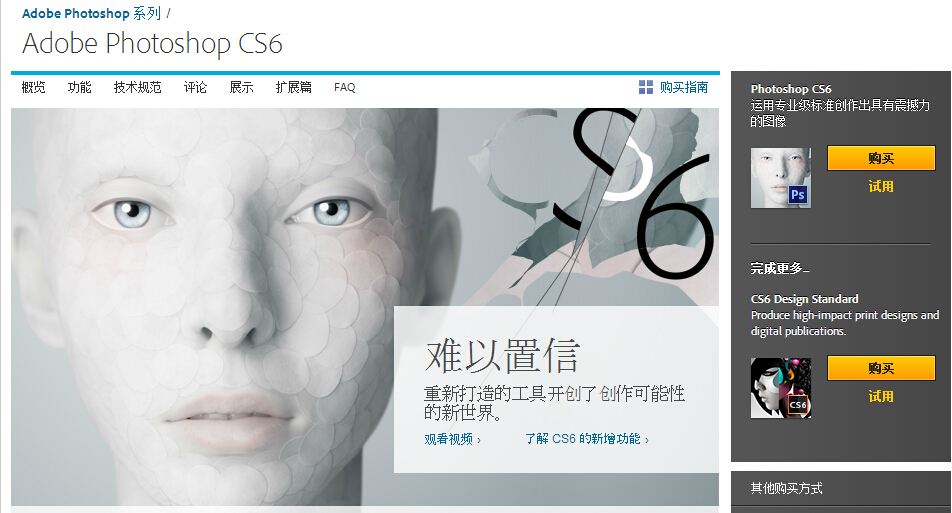 Adobe Photoshop 系列 /
Adobe Photoshop CS6
概览 功能 技术规范 评论 展示 扩展篇 FAQ 购买指南
CS6
难以置信
重新打造的工具开创了创作可能性
的新世界。
观看视频 › 了解 CS6 的新增功能 ›
Photoshop CS6
运用专业级标准创作出具有震撼力
的图像
Ps
购买
试用
完成更多...
CS6 Design Standard
Produce high-impact print designs and
digital publications.
CS6
购买
试用
其他购买方式